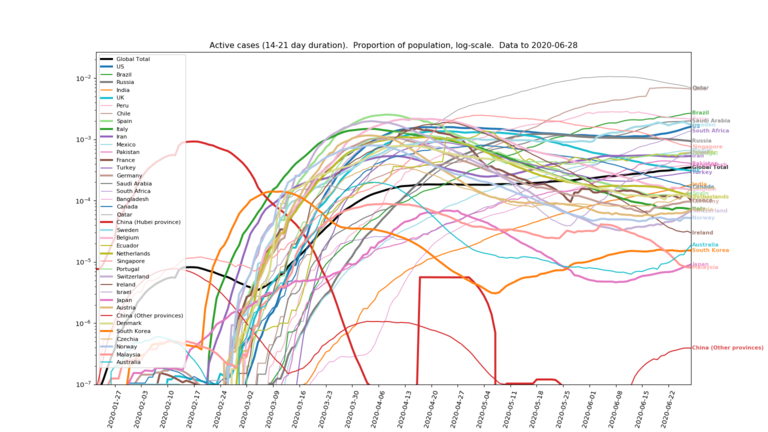 Active cases (14-21 day duration).  Proportion of population, log-scale.  Data to 2020-06-28
10⁻²
10⁻³
10⁻⁴
10⁻⁵
10⁻⁶
10⁻⁷
Global Total
US
Brazil
Russia
India
UK
Peru
Chile
Spain
Italy
Iran
Mexico
Pakistan
France
Turkey
Germany
Saudi Arabia
South Africa
Bangladesh
Canada
Qatar
China (Hubei province)
Sweden
Belgium
Ecuador
Netherlands
Singapore
Portugal
Switzerland
Ireland
Israel
Japan
Austria
China (Other provinces)
Denmark
South Korea
Czechia
Norway
Malaysia
Australia
Brazil
Saudi Arabia
South Africa
Russia
Singapore
Global Total
Turkey
Norway
Ireland
Australia
South Korea
Japan
Malaysia
China (Other provinces)
2020-01-27
2020-02-03
2020-02-10
2020-02-17
2020-02-24
2020-03-02
2020-03-09
2020-03-16
2020-03-23
2020-03-30
2020-04-06
2020-04-13
2020-04-20
2020-04-27
2020-05-04
2020-05-11
2020-05-18
2020-05-25
2020-06-01
2020-06-08
2020-06-15
2020-06-22